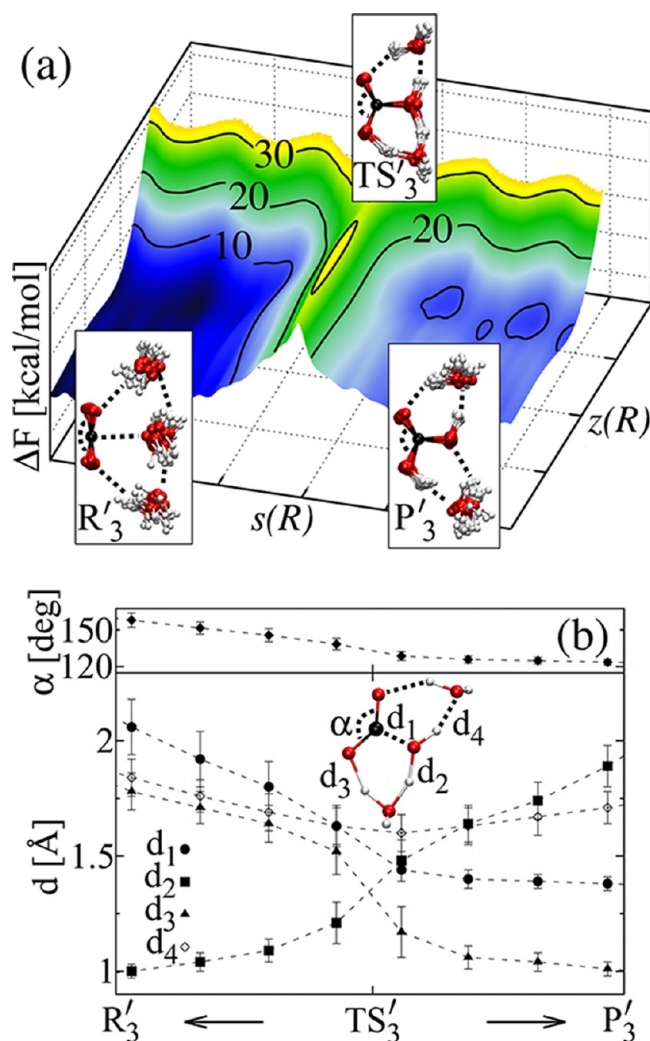 (a)
TS′3
30
20
10
20
ΔF [kcal/mol]
R′3
s(R)
P′3
z(R)
(b)
α [deg]
150
120
α
d1
d4
d3
d2
d [Å]
2
1.5
1
d1
d2
d3
d4
R′3
TS′3
P′3